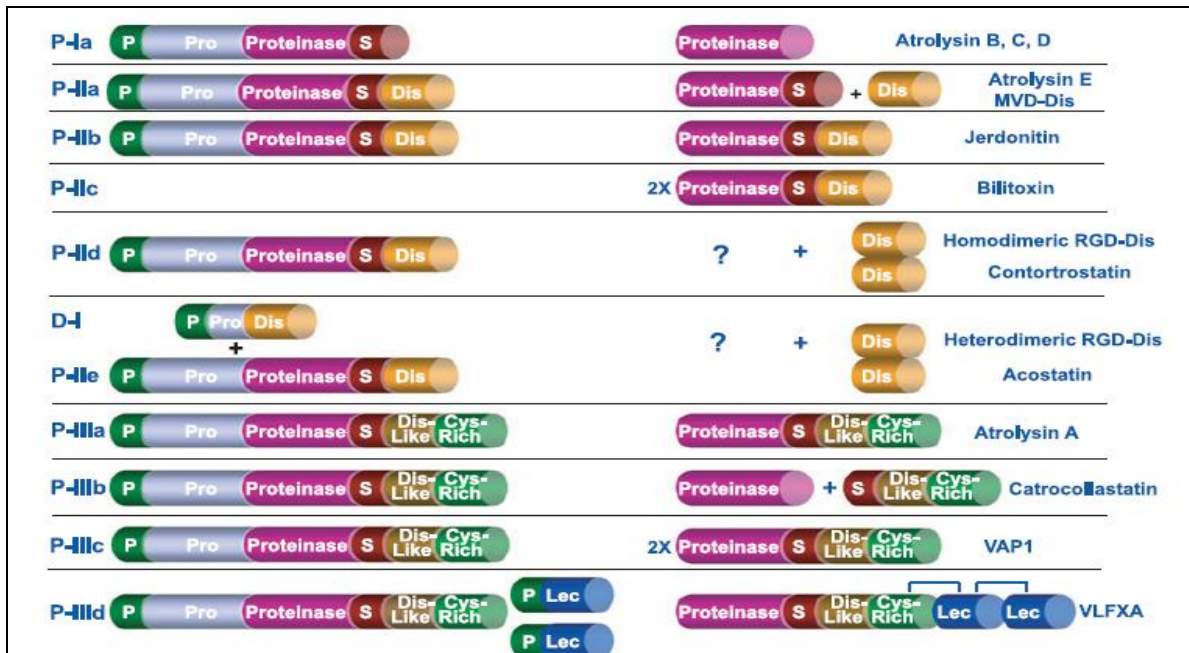 P-Ia P Pro Proteinase S Proteinase Atrolysin B, C, D
P-IIa P Pro Proteinase S Dis Proteinase S + Dis Atrolysin E
MVD-Dis
P-IIb P Pro Proteinase S Dis Proteinase S Dis Jerdonitin
P-IIc 2X Proteinase S Dis Bilitoxin
P-IId P Pro Proteinase S Dis ? + Dis Homodimeric RGD-Dis
Dis Contortrostatin
D-I P Pro Dis
+ ? + Dis Heterodimeric RGD-Dis
P-IIe P Pro Proteinase S Dis Dis Acostatin
P-IIIa P Pro Proteinase S Dis-Like Cys-Rich Proteinase S Dis-Like Cys-Rich Atrolysin A
P-IIIb P Pro Proteinase S Dis-Like Cys-Rich Proteinase + S Dis-Like Cys-Rich Catrocollastatin
P-IIIc P Pro Proteinase S Dis-Like Cys-Rich 2X Proteinase S Dis-Like Cys-Rich VAP1
P Lec
P-IIId P Pro Proteinase S Dis-Like Cys-Rich Proteinase S Dis-Like Cys-Rich Lec Lec VLFXA
P Lec